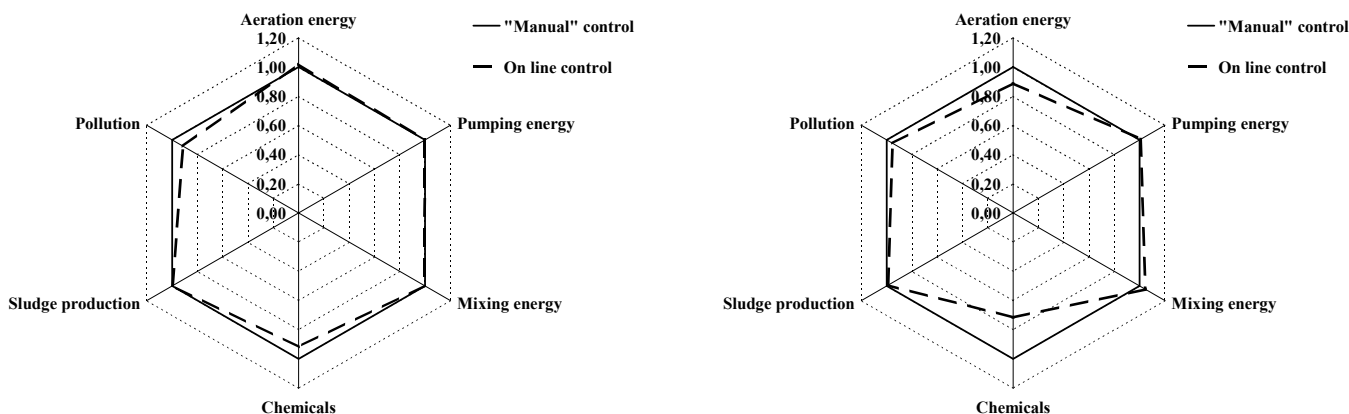 Aeration energy
1,20
1,00
0,80
0,60
0,40
0,20
0,00
Pumping energy
Mixing energy
Chemicals
Sludge production
Pollution
"Manual" control
On line control
Aeration energy
1,20
1,00
0,80
0,60
0,40
0,20
0,00
Pumping energy
Mixing energy
Chemicals
Sludge production
Pollution
"Manual" control
On line control